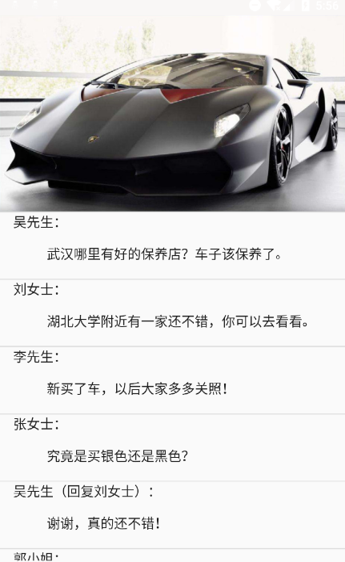 5:56
吴先生：
武汉哪里有好的保养店？车子该保养了。
刘女士：
湖北大学附近有一家还不错，你可以去看看。
李先生：
新买了车，以后大家多多关照！
张女士：
究竟是买银色还是黑色？
吴先生（回复刘女士）：
谢谢，真的还不错！
郭小姐：